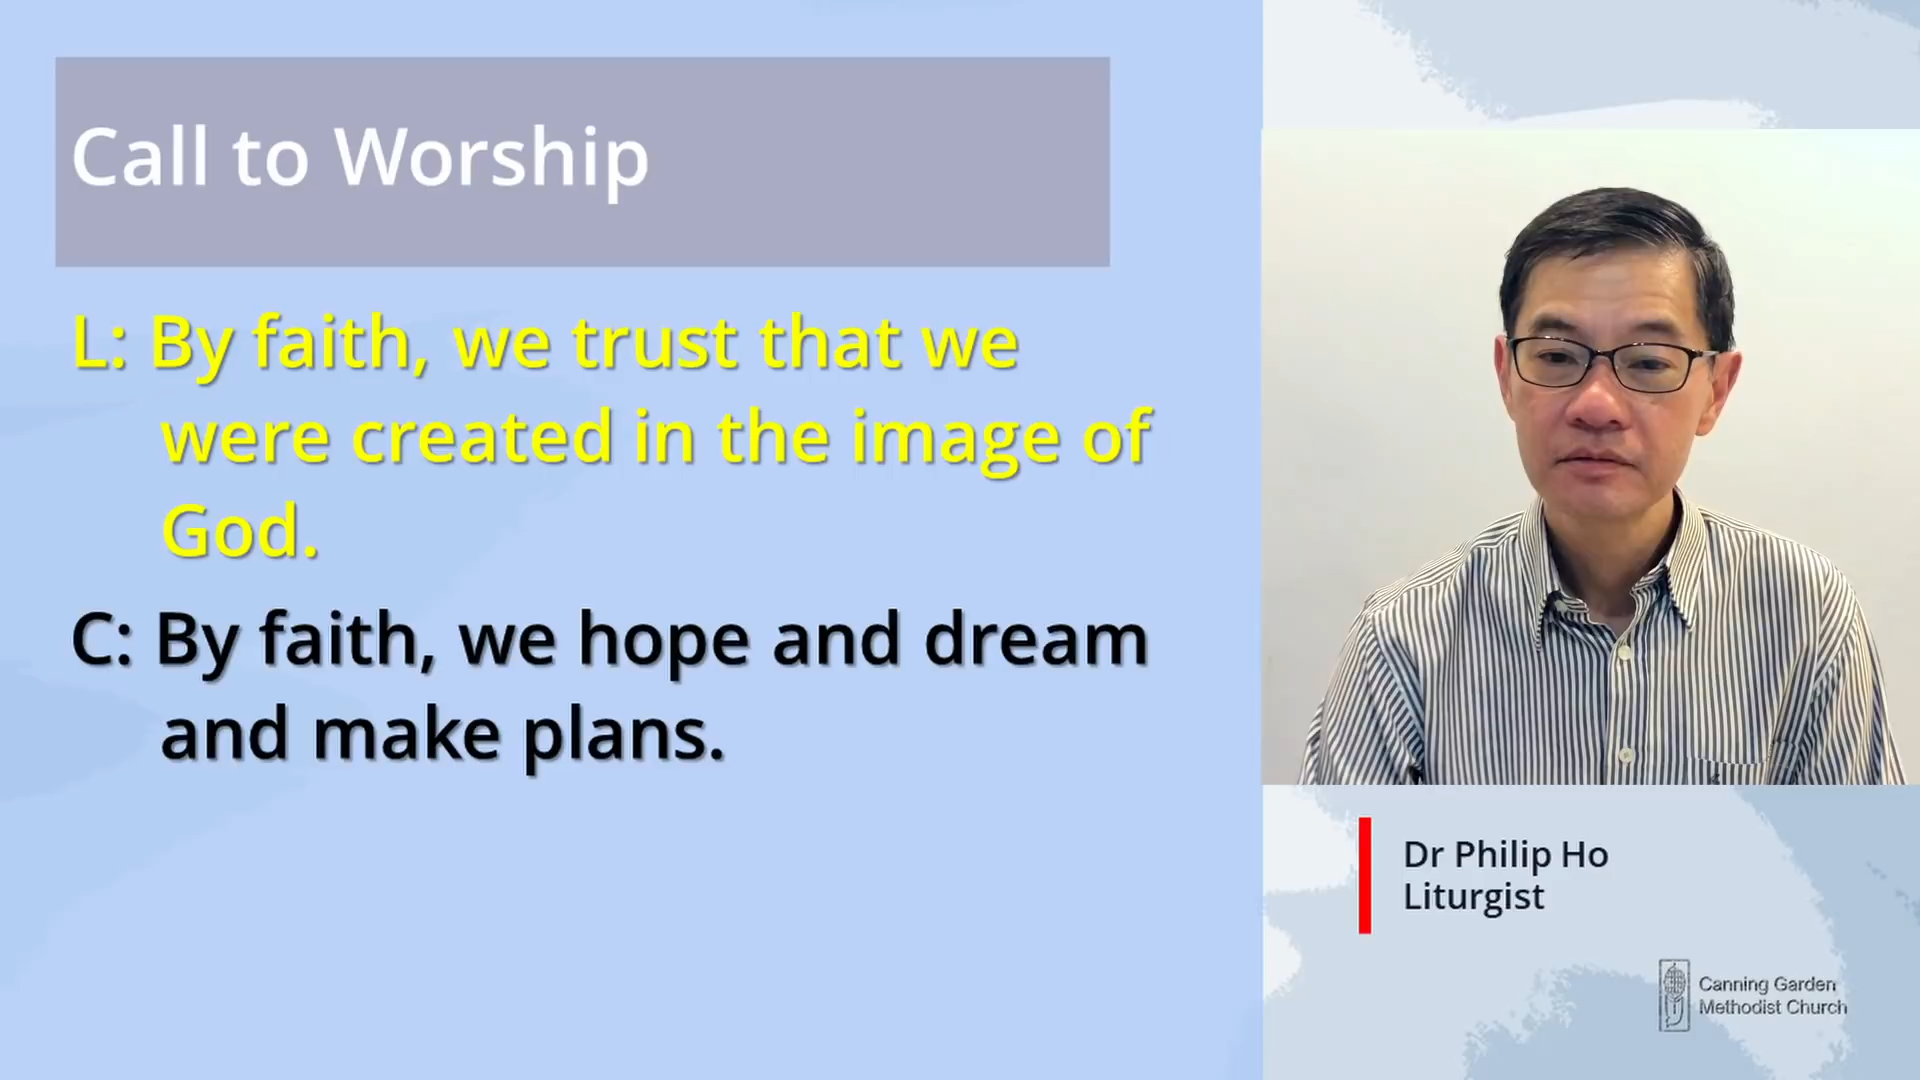 Call to Worship
L: By faith, we trust that we
were created in the image of
God.
C: By faith, we hope and dream
and make plans.
Dr Philip Ho
Liturgist
Canning Garden
Methodist Church